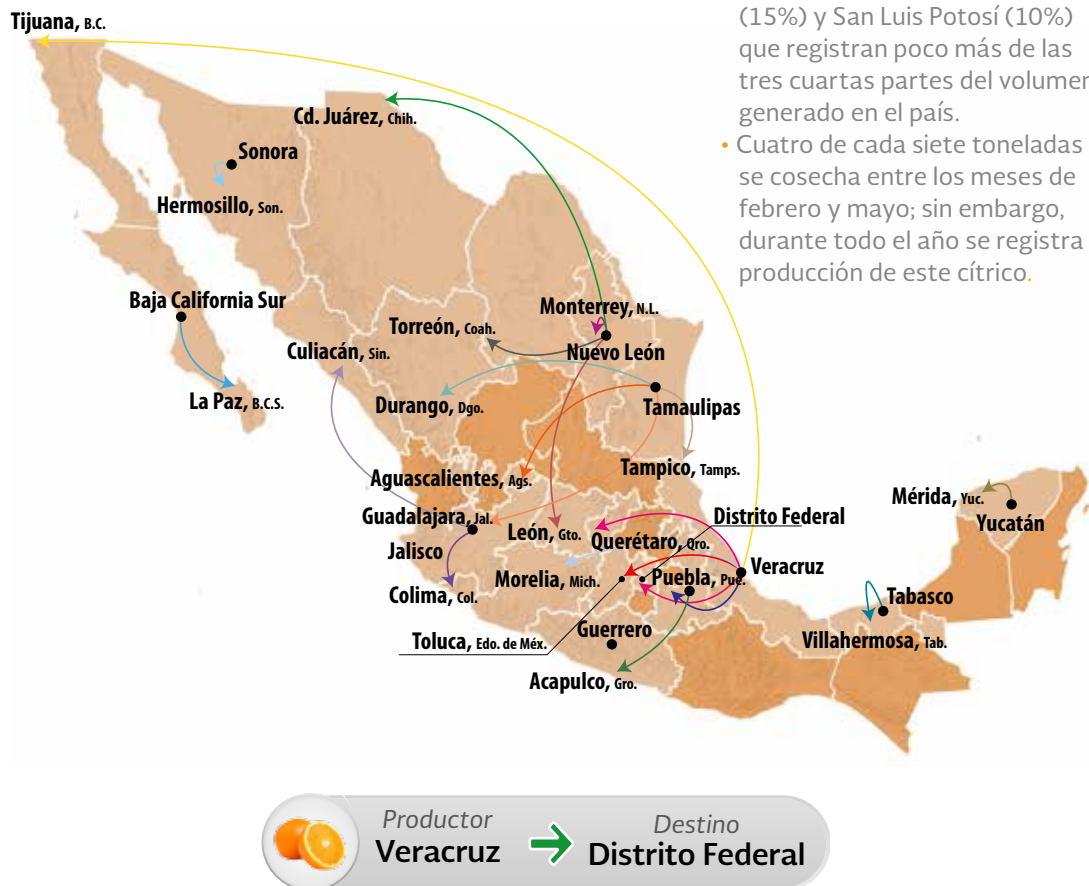 (15%) y San Luis Potosí (10%)
que registran poco más de las
tres cuartas partes del volumen
generado en el país.
• Cuatro de cada siete toneladas
se cosecha entre los meses de
febrero y mayo; sin embargo,
durante todo el año se registra
producción de este cítrico.
Tijuana, B.C.
Cd. Juárez, Chih.
Sonora
Hermosillo, Son.
Baja California Sur
Monterrey, N.L.
Torreón, Coah.
Nuevo León
Culiacán, Sin.
La Paz, B.C.S.
Durango, Dgo.
Tamaulipas
Aguascalientes, Ags.
Tampico, Tamps.
Mérida, Yuc.
Yucatán
Guadalajara, Jal.
Distrito Federal
León, Gto.
Querétaro, Qro.
Jalisco
Veracruz
Morelia, Mich.
Puebla, Pue.
Colima, Col.
Tabasco
Guerrero
Toluca, Edo. de Méx.
Villahermosa, Tab.
Acapulco, Gro.
Productor
Veracruz
Destino
Distrito Federal